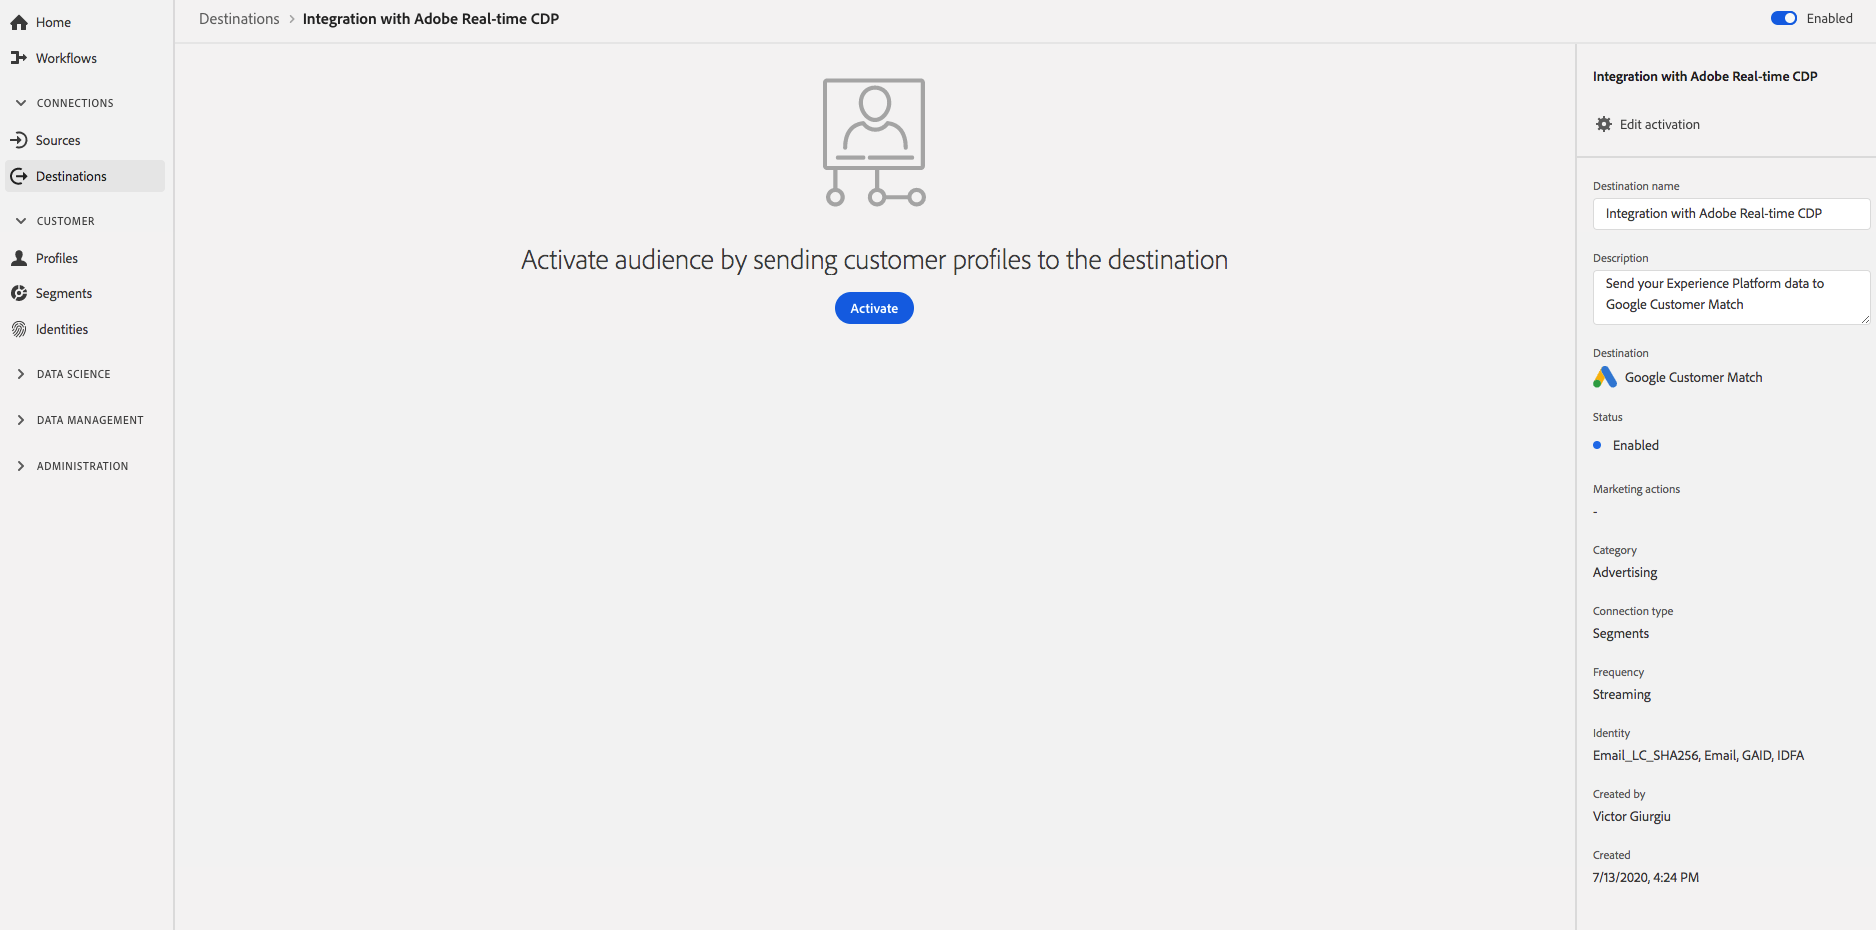 Home
Workflows
CONNECTIONS
Sources
Destinations
CUSTOMER
Profiles
Segments
Identities
DATA SCIENCE
DATA MANAGEMENT
ADMINISTRATION
Destinations > Integration with Adobe Real-time CDP
Enabled
Activate audience by sending customer profiles to the destination
Activate
Integration with Adobe Real-time CDP
Edit activation
Destination name
Integration with Adobe Real-time CDP
Description
Send your Experience Platform data to
Google Customer Match
Destination
Google Customer Match
Status
Enabled
Marketing actions
-
Category
Advertising
Connection type
Segments
Frequency
Streaming
Identity
Email_LC_SHA256, Email, GAID, IDFA
Created by
Victor Giurgiu
Created
7/13/2020, 4:24 PM